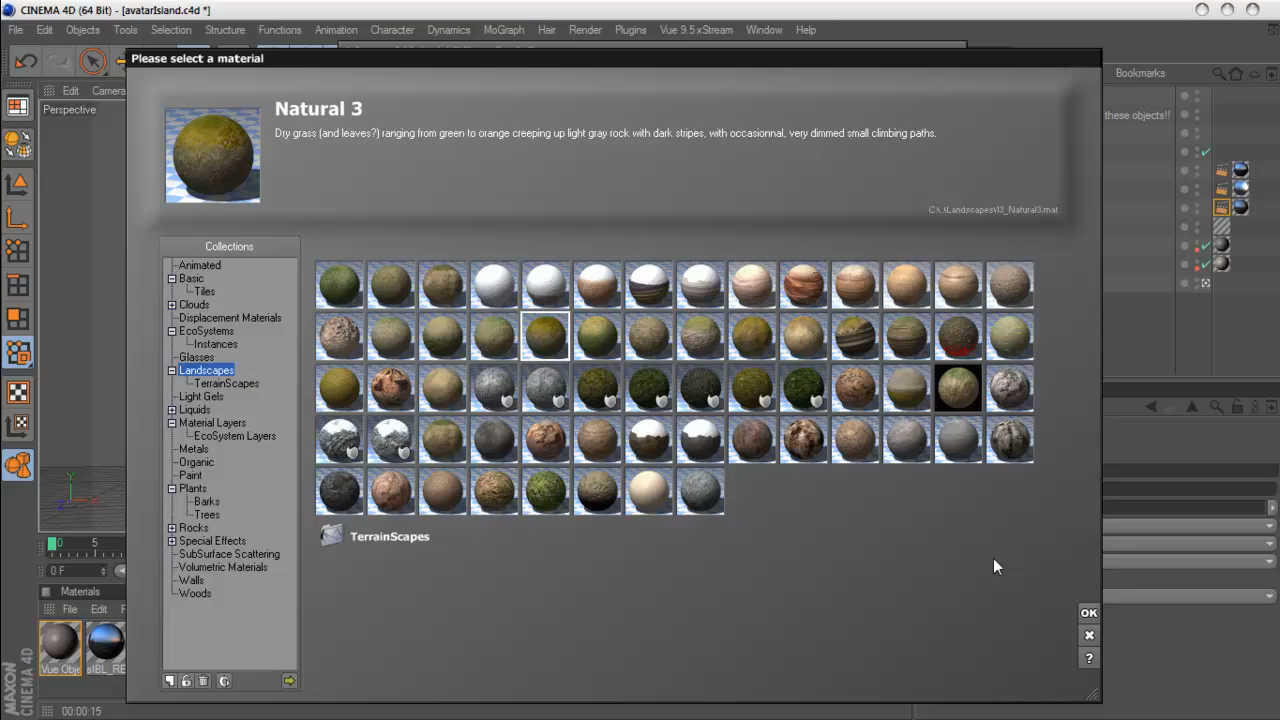 CINEMA 4D (64 Bit) - [avatarIsland.c4d *]
File Edit Objects Tools Selection Structure Functions Animation Character Dynamics MoGraph Hair Render Plugins Vue 9.5 xStream Window Help
Please select a material
Edit Camera
Bookmarks
Perspective
Natural 3
these objects!!
Dry grass (and leaves?) ranging from green to orange creeping up light gray rock with dark stripes, with occasionnal, very dimmed small climbing paths.
C:\..\Landscapes\13_Natural3.mat
Collections
Animated
Basic
Tiles
Clouds
Displacement Materials
EcoSystems
Instances
Glasses
Landscapes
TerrainScapes
Light Gels
Liquids
Material Layers
EcoSystem Layers
Metals
Organic
Paint
Plants
Barks
Trees
Rocks
Special Effects
SubSurface Scattering
Volumetric Materials
Walls
Woods
TerrainScapes
0 5
0 F
Materials
File Edit F
Vue Obje sIBL_RE
OK
?
MAXON
CINEMA 4D
00:00:15